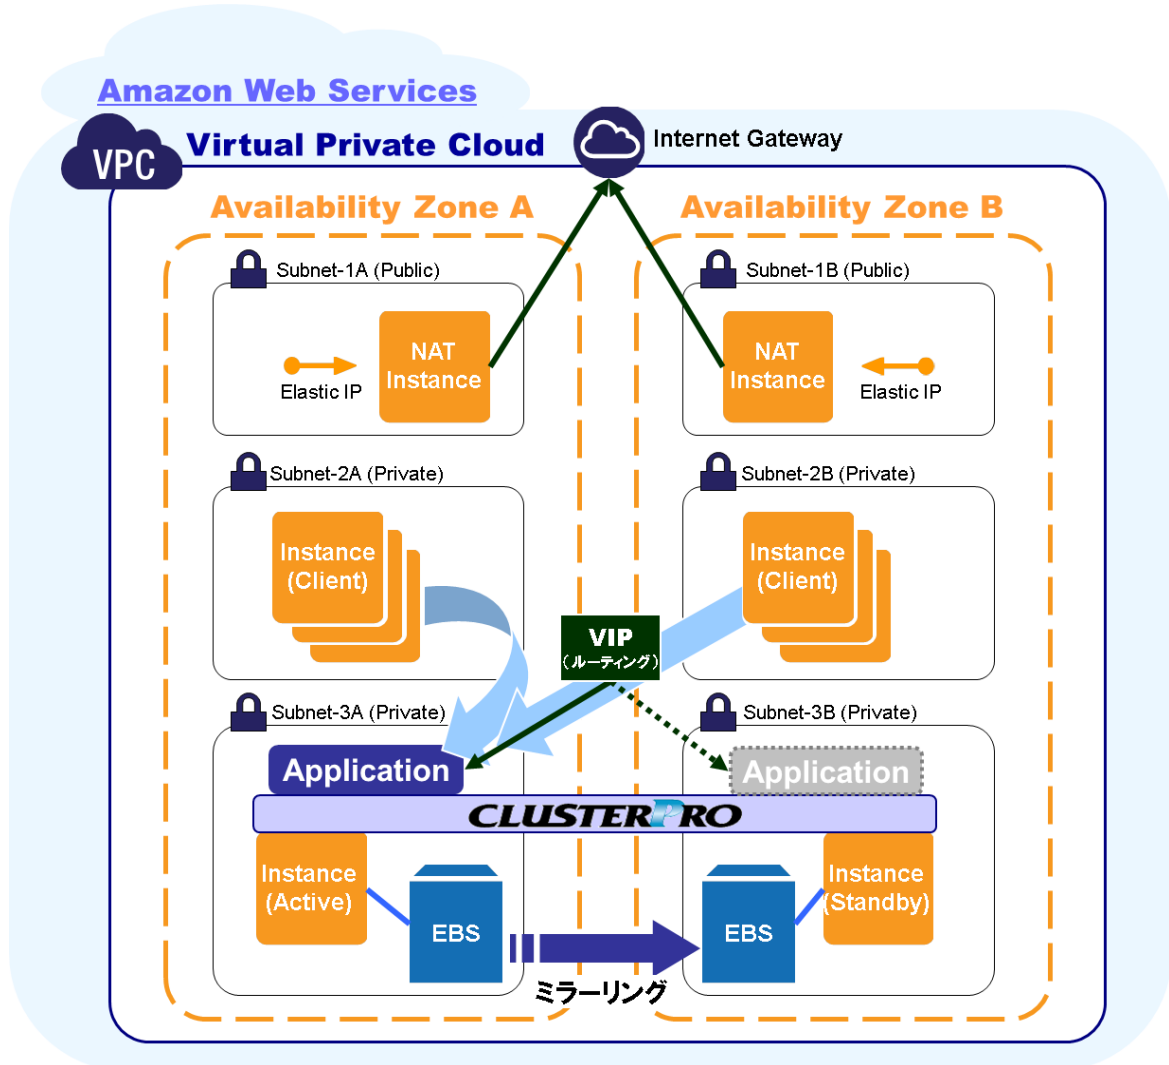 Amazon Web Services
VPC
Virtual Private Cloud
Internet Gateway
Availability Zone A
Availability Zone B
Subnet-1A (Public)
NAT
Instance
Elastic IP
Subnet-1B (Public)
NAT
Instance
Elastic IP
Subnet-2A (Private)
Instance
(Client)
Subnet-2B (Private)
Instance
(Client)
VIP
(ルーティング)
Subnet-3A (Private)
Application
Subnet-3B (Private)
Application
CLUSTERPRO
Instance
(Active)
EBS
EBS
Instance
(Standby)
ミラーリング